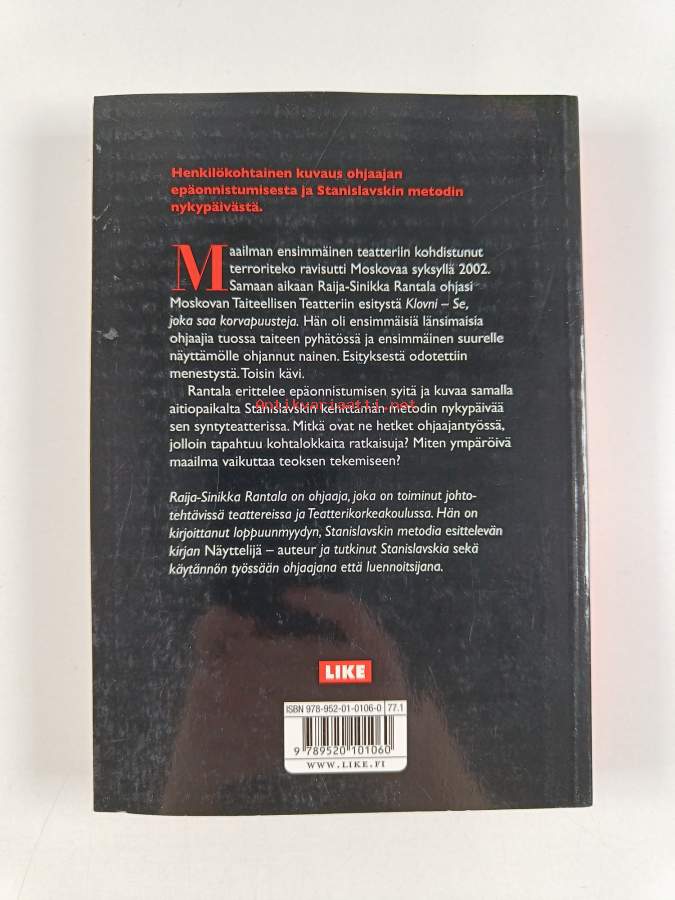 Henkilökohtainen kuvaus ohjaajan
epäonnistumisesta ja Stanislavskin metodin
nykypäivästä.
Maailman ensimmäinen teatteriin kohdistunut
terroriteko ravisutti Moskovaa syksyllä 2002.
Samaan aikaan Raija-Sinikka Rantala ohjasi
Moskovan Taiteellisen Teatteriin esitystä Klovni – Se,
joka saa korvapuusteja. Hän oli ensimmäisiä länsimaisia
ohjaajia tuossa taiteen pyhätössä ja ensimmäinen suurelle
näyttämölle ohjannut nainen. Esityksestä odotettiin
menestystä. Toisin kävi.
Rantala erittelee epäonnistumisen syitä ja kuvaa samalla
aitiopaikalta Stanislavskin kehittämän metodin nykypäivää
Antikvariaatti.net
sen syntyteatterissa. Mitkä ovat ne hetket ohjaajantyössä,
jolloin tapahtuu kohtalokkaita ratkaisuja? Miten ympäröivä
maailma vaikuttaa teoksen tekemiseen?
Raija-Sinikka Rantala on ohjaaja, joka on toiminut johto-
tehtävissä teattereissa ja Teatterikorkeakoulussa. Hän on
kirjoittanut loppuunmyydyn, Stanislavskin metodia esittelevän
kirjan Näyttelijä – auteur ja tutkinut Stanislavskia sekä
käytännön työssään ohjaajana että luennoitsijana.
LIKE
ISBN 978-952-01-0106-0 77.1
9 789520 101060
WWW.LIKE.FI